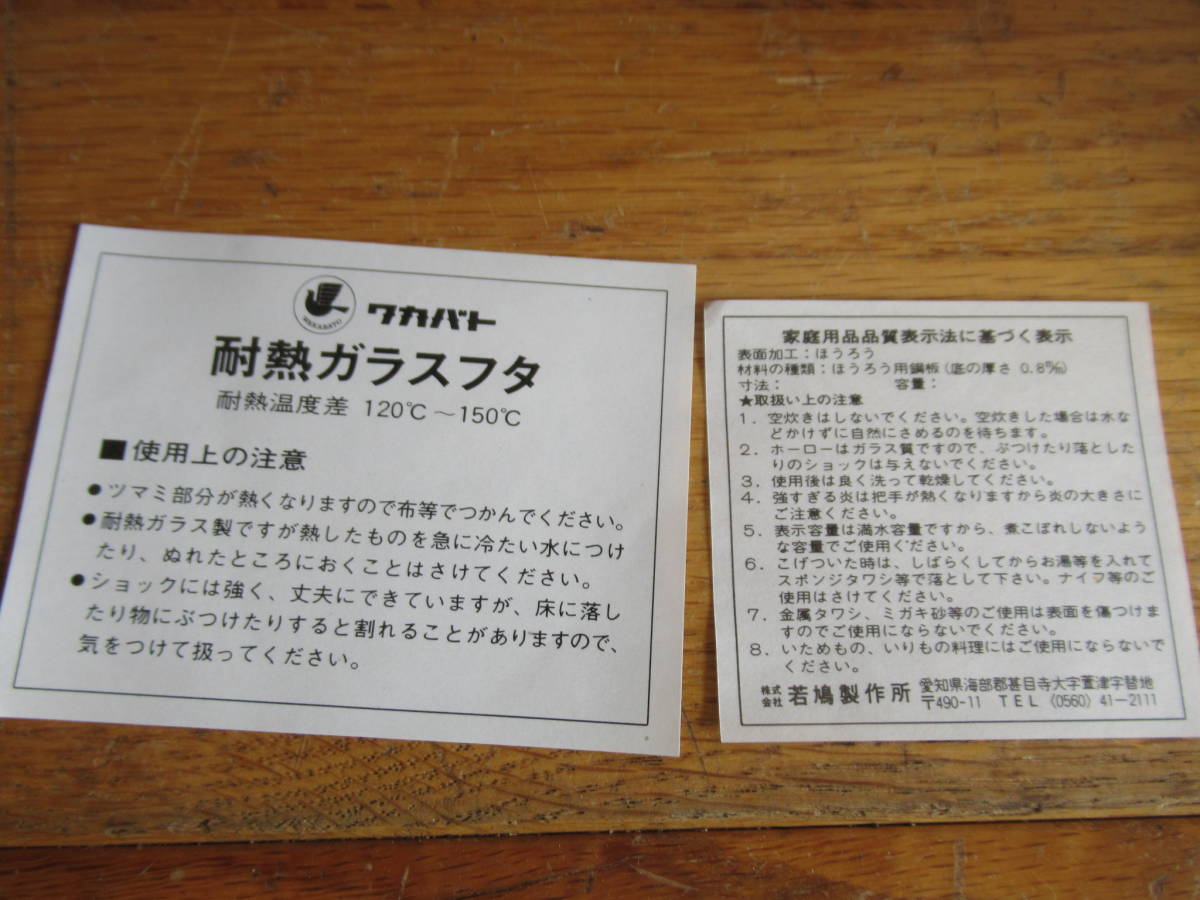 WAKABATO
ワカバト
耐熱ガラスフタ
耐熱温度差 120℃～150℃
■使用上の注意
●ツマミ部分が熱くなりますので布等でつかんでください。
●耐熱ガラス製ですが熱したものを急に冷たい水につけ
たり、ぬれたところにおくことはさけてください。
●ショックには強く、丈夫にできていますが、床に落し
たり物にぶつけたりすると割れることがありますので、
気をつけて扱ってください。
家庭用品品質表示法に基づく表示
表面加工：ほうろう
材料の種類：ほうろう用鋼板(底の厚さ 0.8㎜)
寸法： 容量：
★取扱い上の注意
1．空炊きはしないでください。空炊きした場合は水な
どかけずに自然にさめるのを待ちます。
2．ホーローはガラス質ですので、ぶつけたり落とした
りのショックは与えないでください。
3．使用後は良く洗って乾燥してください。
4．強すぎる炎は把手が熱くなりますから炎の大きさに
ご注意ください。
5．表示容量は満水容量ですから、煮こぼれしないよう
な容量でご使用ください。
6．こげついた時は、しばらくしてからお湯等を入れて
スポンジタワシ等で落として下さい。ナイフ等のご
使用はさけてください。
7．金属タワシ、ミガキ砂等のご使用は表面を傷つけま
すのでご使用にならないでください。
8．いためもの、いりもの料理にはご使用にならないで
ください。
株式会社 若鳩製作所 愛知県海部郡甚目寺大字萱津字替地
〒490-11 TEL〈0560〉41-2111